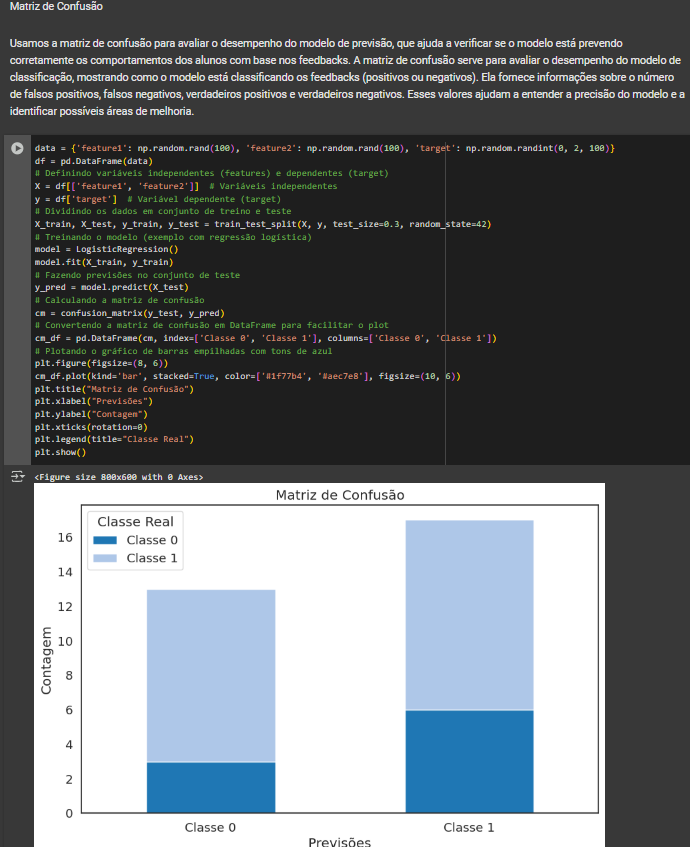 Matriz de Confusão
Usamos a matriz de confusão para avaliar o desempenho do modelo de previsão, que ajuda a verificar se o modelo está prevendo
corretamente os comportamentos dos alunos com base nos feedbacks. A matriz de confusão serve para avaliar o desempenho do modelo de
classificação, mostrando como o modelo está classificando os feedbacks (positivos ou negativos). Ela fornece informações sobre o número
de falsos positivos, falsos negativos, verdadeiros positivos e verdadeiros negativos. Esses valores ajudam a entender a precisão do modelo e a
identificar possíveis áreas de melhoria.
data = {'feature1': np.random.rand(100), 'feature2': np.random.rand(100), 'target': np.random.randint(0, 2, 100)}
df = pd.DataFrame(data)
# Definindo variáveis independentes (features) e dependentes (target)
X = df[['feature1', 'feature2']]  # Variáveis independentes
y = df['target']  # Variável dependente (target)
# Dividindo os dados em conjunto de treino e teste
X_train, X_test, y_train, y_test = train_test_split(X, y, test_size=0.3, random_state=42)
# Treinando o modelo (exemplo com regressão logística)
model = LogisticRegression()
model.fit(X_train, y_train)
# Fazendo previsões no conjunto de teste
y_pred = model.predict(X_test)
# Calculando a matriz de confusão
cm = confusion_matrix(y_test, y_pred)
# Convertendo a matriz de confusão em DataFrame para facilitar o plot
cm_df = pd.DataFrame(cm, index=['Classe 0', 'Classe 1'], columns=['Classe 0', 'Classe 1'])
# Plotando o gráfico de barras empilhadas com tons de azul
plt.figure(figsize=(8, 6))
cm_df.plot(kind='bar', stacked=True, color=['#1f77b4', '#aec7e8'], figsize=(10, 6))
plt.title("Matriz de Confusão")
plt.xlabel("Previsões")
plt.ylabel("Contagem")
plt.xticks(rotation=0)
plt.legend(title="Classe Real")
plt.show()
<Figure size 800x600 with 0 Axes>
Matriz de Confusão
Classe Real
Classe 0
Classe 1
16
14
12
10
8
6
4
2
0
Contagem
Classe 0
Classe 1
Previsões